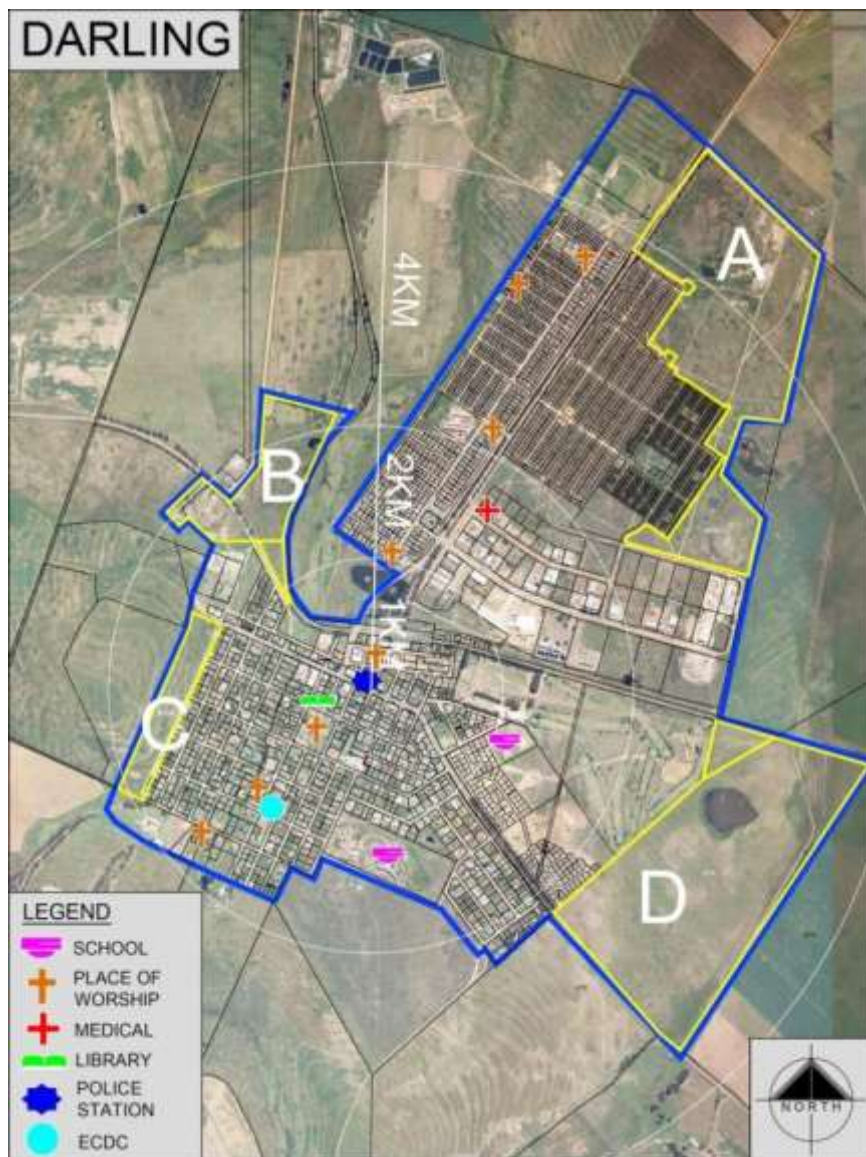 DARLING
A
4KM
B
2KM
1KM
C
D
LEGEND
SCHOOL
PLACE OF
WORSHIP
MEDICAL
LIBRARY
POLICE
STATION
ECDC
NORTH